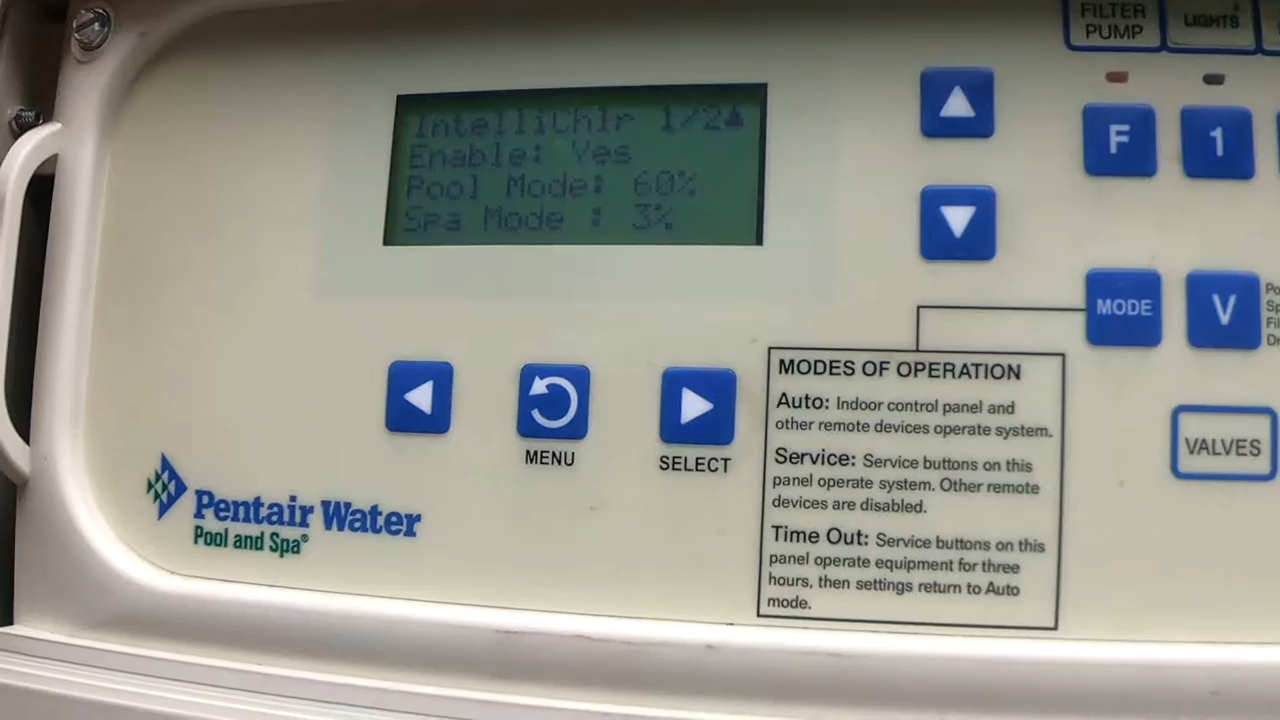 IntelliChlr 1/2▲
Enable: Yes
Pool Mode: 60%
Spa Mode : 3%
FILTER
PUMP
LIGHTS
F
1
MODE
V
MENU
SELECT
MODES OF OPERATION
Auto: Indoor control panel and
other remote devices operate system.
Service: Service buttons on this
panel operate system. Other remote
devices are disabled.
Time Out: Service buttons on this
panel operate equipment for three
hours, then settings return to Auto
mode.
VALVES
Pentair Water
Pool and Spa®